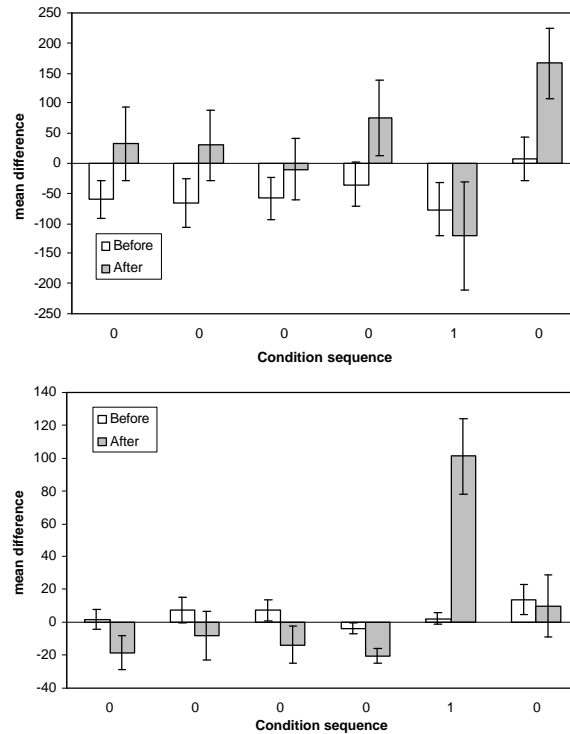 250
200
150
100
50
0
-50
-100
-150
-200
-250
mean difference
Before
After
0 0 0 0 1 0
Condition sequence
140
120
100
80
60
40
20
0
-20
-40
mean difference
Before
After
0 0 0 0 1 0
Condition sequence